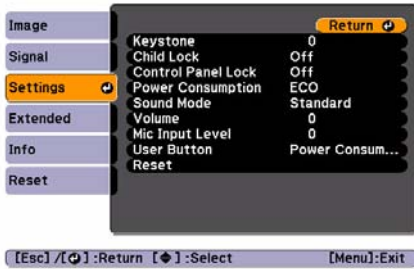 Image
Signal
Settings
Extended
Info
Reset
Return
Keystone 0
Child Lock Off
Control Panel Lock Off
Power Consumption ECO
Sound Mode Standard
Volume 0
Mic Input Level 0
User Button Power Consum...
Reset
[Esc] /[ ] :Return [ ] :Select [Menu]:Exit